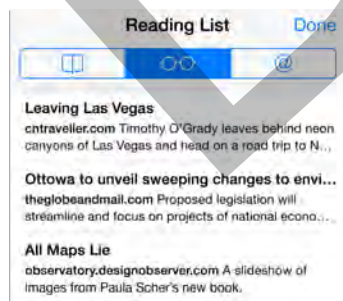 Reading List Done
@
Leaving Las Vegas
cntraveller.com Timothy O'Grady leaves behind neon
canyons of Las Vegas and head on a road trip to N...
Ottowa to unveil sweeping changes to envi...
theglobeandmail.com Proposed legislation will
streamline and focus on projects of national econo...
All Maps Lie
observatory.designobserver.com A slideshow of
images from Paula Scher's new book.